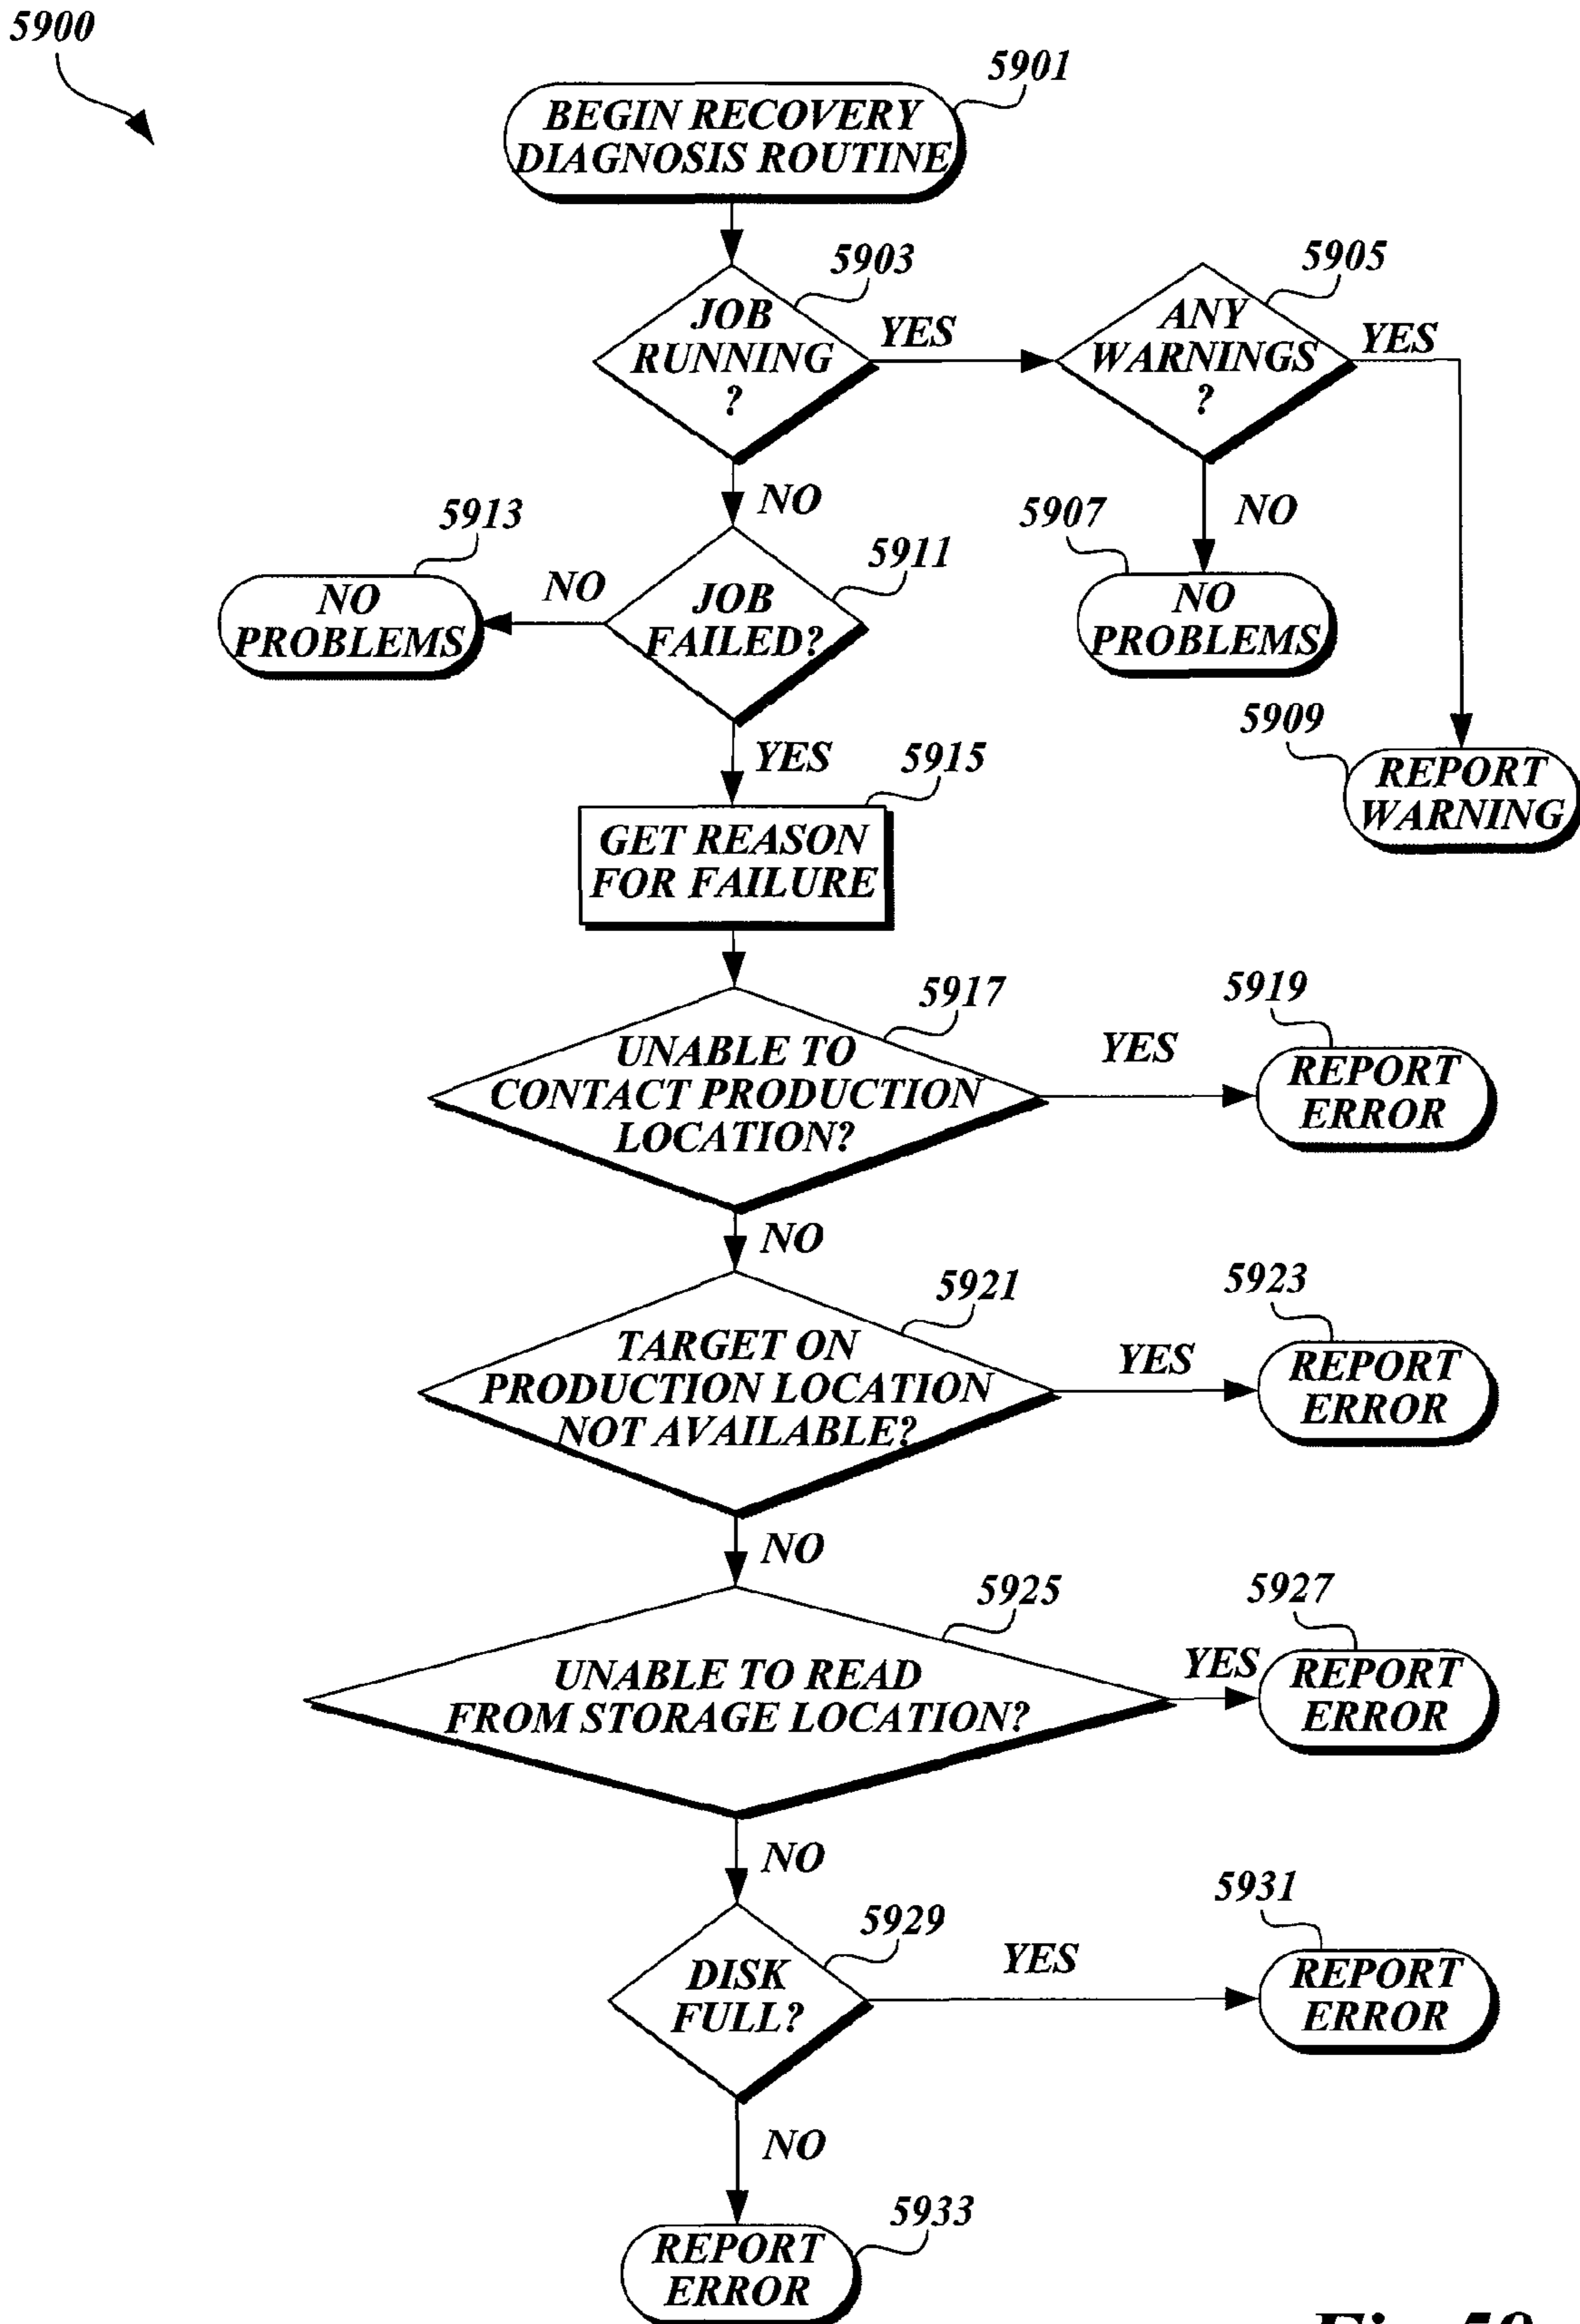 5900
5901
BEGIN RECOVERY
DIAGNOSIS ROUTINE
5903
JOB
RUNNING
?
YES
5905
ANY
WARNINGS
?
YES
NO
5907
NO
PROBLEMS
5909
REPORT
WARNING
NO
5911
JOB
FAILED?
NO
5913
NO
PROBLEMS
YES
5915
GET REASON
FOR FAILURE
5917
UNABLE TO
CONTACT PRODUCTION
LOCATION?
YES
5919
REPORT
ERROR
NO
5921
TARGET ON
PRODUCTION LOCATION
NOT AVAILABLE?
YES
5923
REPORT
ERROR
NO
5925
UNABLE TO READ
FROM STORAGE LOCATION?
YES
5927
REPORT
ERROR
NO
5929
DISK
FULL?
YES
5931
REPORT
ERROR
NO
5933
REPORT
ERROR